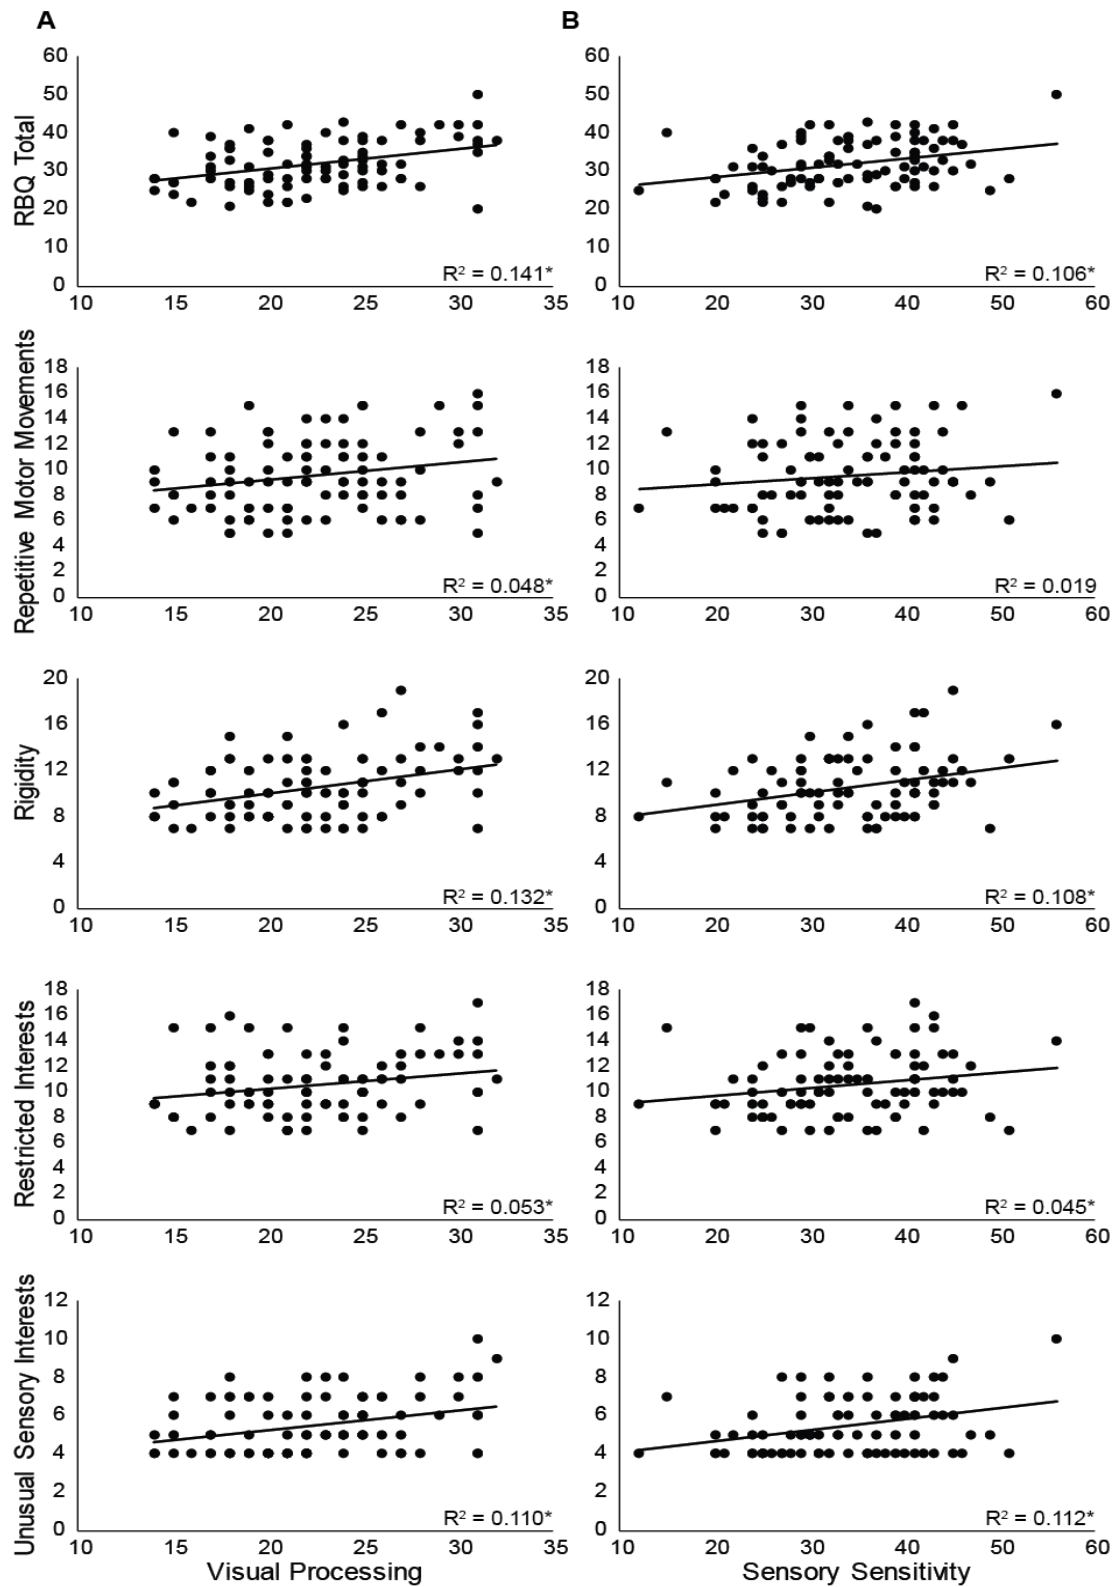 A B
60 60
50 50
40 40
30 30
20 20
10 10
0 0
RBQ Total
R² = 0.141* R² = 0.106*
10 15 20 25 30 35 10 20 30 40 50 60
18 18
16 16
14 14
12 12
10 10
8 8
6 6
4 4
2 2
0 0
Repetitive Motor Movements
R² = 0.048* R² = 0.019
10 15 20 25 30 35 10 20 30 40 50 60
20 20
16 16
12 12
8 8
4 4
0 0
Rigidity
R² = 0.132* R² = 0.108*
10 15 20 25 30 35 10 20 30 40 50 60
18 18
16 16
14 14
12 12
10 10
8 8
6 6
4 4
2 2
0 0
Restricted Interests
R² = 0.053* R² = 0.045*
10 15 20 25 30 35 10 20 30 40 50 60
12 12
10 10
8 8
6 6
4 4
2 2
0 0
Unusual Sensory Interests
R² = 0.110* R² = 0.112*
10 15 20 25 30 35 10 20 30 40 50 60
Visual Processing Sensory Sensitivity